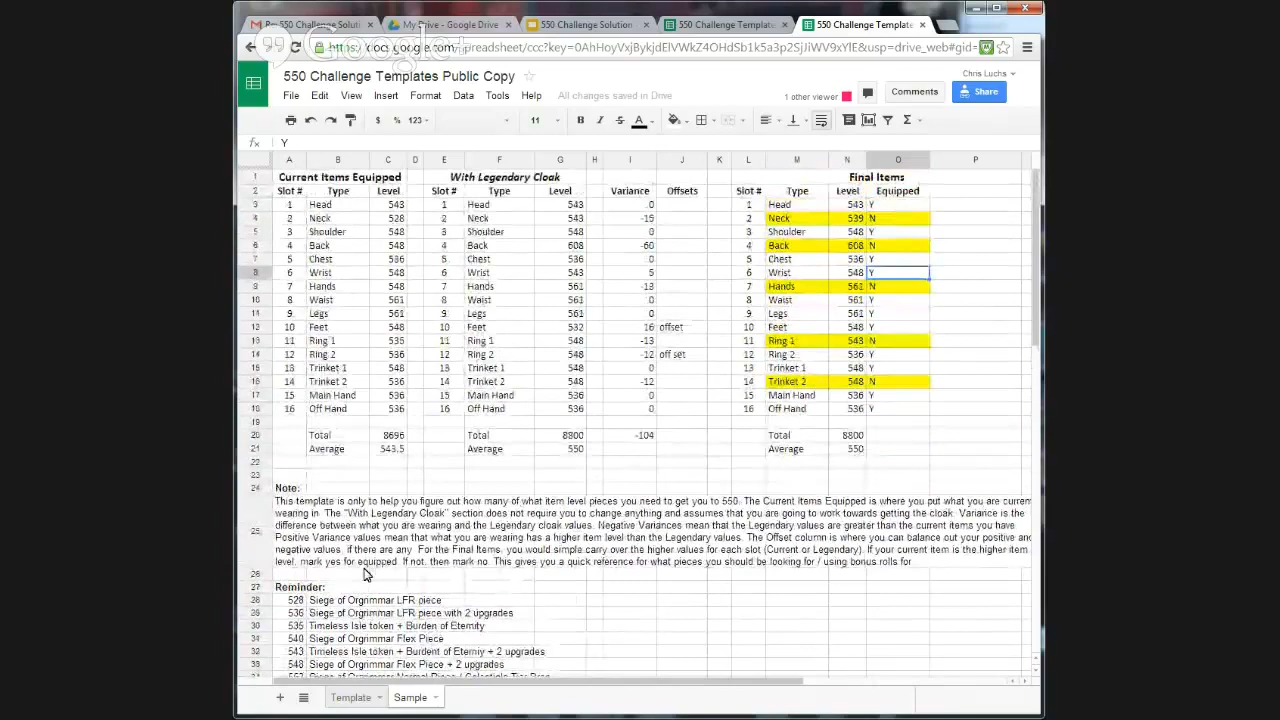 Re: 550 Challenge Soluti
My Drive - Google Drive
550 Challenge Solution
550 Challenge Templat
550 Challenge Templat
Google+
https://docs.google.com/spreadsheet/ccc?key=0AhHoyVxjBykjdElVWkZ4OHdSb1k5a3p2SjJiWV9xYlE&usp=drive_web#gid=
550 Challenge Templates Public Copy
Chris Luchs
File Edit View Insert Format Data Tools Help All changes saved in Drive
1 other viewer Comments Share
$ % 123 11 B I S A Σ
fx Y
A B C D E F G H I J K L M N O P
1 Current Items Equipped With Legendary Cloak Final Items
2 Slot # Type Level Slot # Type Level Variance Offsets Slot # Type Level Equipped
3 1 Head 543 1 Head 543 0 1 Head 543 Y
4 2 Neck 528 2 Neck 543 2 Neck 539 N
5 3 Shoulder 548 3 Shoulder 548 0 3 Shoulder 548 Y
6 4 Back 548 4 Back 608 -60 4 Back 608 N
5 Chest 536 5 Chest 536 0 5 Chest 536 Y
8 6 Wrist 548 6 Wrist 543 5 6 Wrist 548 Y
9 7 Hands 548 7 Hands 561 -13 7 Hands 561 N
10 8 Waist 561 8 Waist 561 0 8 Waist 561 Y
9 Legs 561 9 Legs 561 0 9 Legs 561 Y
10 Feet 548 10 Feet 532 16 offset 10 Feet 548 Y
11 Ring 1 535 11 Ring 1 548 -13 11 Ring 1 543 N
14 12 Ring 2 536 12 Ring 2 548 -12 off set 12 Ring 2 536 Y
13 Trinket 1 548 13 Trinket 1 548 0 13 Trinket 1 548 Y
14 Trinket 2 536 14 Trinket 2 548 -12 14 Trinket 2 548 N
17 15 Main Hand 536 15 Main Hand 536 0 15 Main Hand 536 Y
16 Off Hand 536 16 Off Hand 536 0 16 Off Hand 536 Y
19
20 Total 8696 Total 8800 -104 Total 8800
21 Average 543.5 Average 550 Average 550
22
23
24 Note:
This template is only to help you figure out how many of what item level pieces you need to get you to 550. The Current Items Equipped is where you put what you are curren
wearing in. The "With Legendary Cloak" section does not require you to change anything and assumes that you are going to work towards getting the cloak. Variance is the
25 difference between what you are wearing and the Legendary cloak values. Negative Variances mean that the Legendary values are greater than the current items you have
Positive Variance values mean that what you are wearing has a higher item level than the Legendary values. The Offset column is where you can balance out your positive and
negative values, if there are any. For the Final Items, you would simple carry over the higher values for each slot (Current or Legendary). If your current item is the higher item
level, mark yes for equipped. If not, then mark no. This gives you a quick reference for what pieces you should be looking for / using bonus rolls for
26
27 Reminder:
28 528 Siege of Orgrimmar LFR piece
536 Siege of Orgrimmar LFR piece with 2 upgrades
535 Timeless Isle token + Burden of Eternity
540 Siege of Orgrimmar Flex Piece
543 Timeless Isle token + Burdent of Eterniy + 2 upgrades
548 Siege of Orgrimmar Flex Piece + 2 upgrades
+ Template Sample